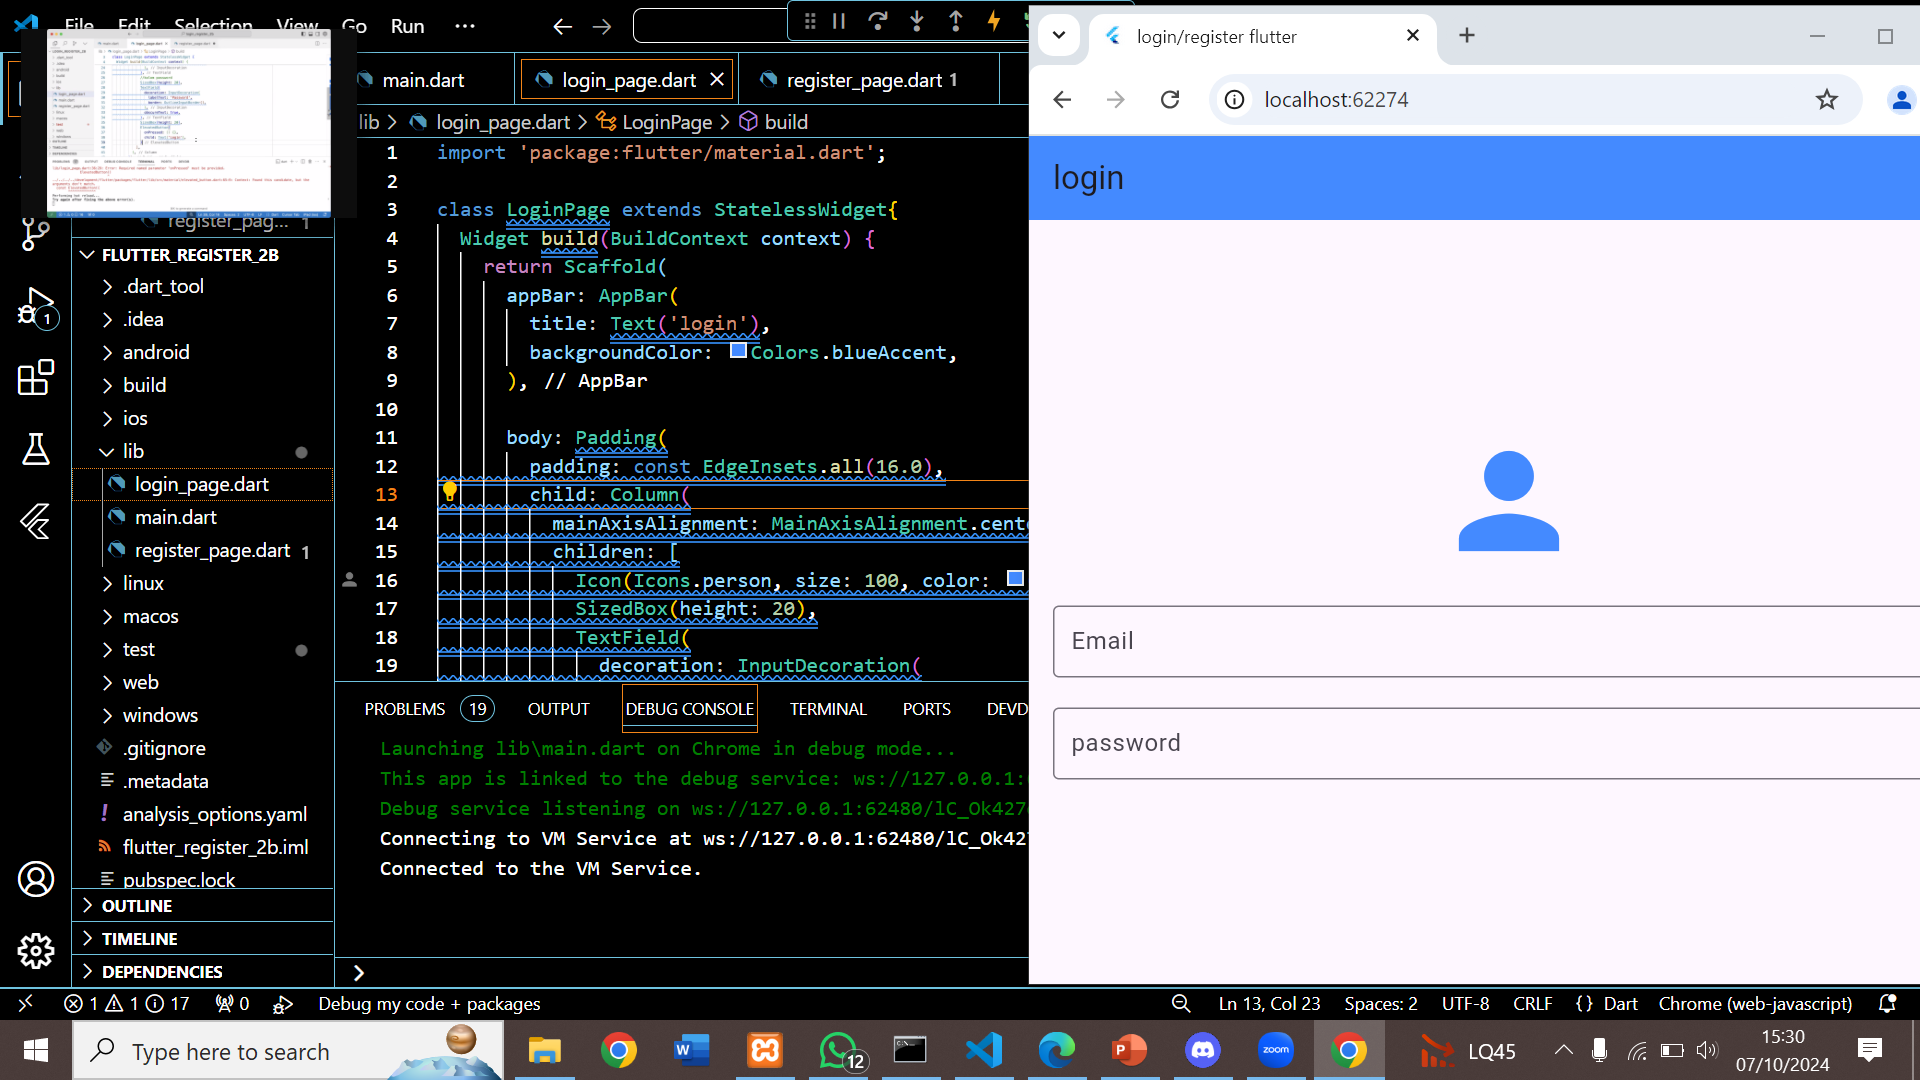 File Edit Selection View Go Run ...
main.dart
login_page.dart
register_page.dart 1
lib > login_page.dart > LoginPage > build
register_pag... 1
FLUTTER_REGISTER_2B
.dart_tool
.idea
android
build
ios
lib
login_page.dart
main.dart
register_page.dart 1
linux
macos
test
web
windows
.gitignore
.metadata
analysis_options.yaml
flutter_register_2b.iml
pubspec.lock
OUTLINE
TIMELINE
DEPENDENCIES
1
1 import 'package:flutter/material.dart';
2
3 class LoginPage extends StatelessWidget{
4 Widget build(BuildContext context) {
5 return Scaffold(
6 appBar: AppBar(
7 title: Text('login'),
8 backgroundColor: Colors.blueAccent,
9 ), // AppBar
10
11 body: Padding(
12 padding: const EdgeInsets.all(16.0),
13 child: Column(
14 mainAxisAlignment: MainAxisAlignment.cente
15 children: [
16 Icon(Icons.person, size: 100, color:
17 SizedBox(height: 20),
18 TextField(
19 decoration: InputDecoration(
PROBLEMS 19 OUTPUT DEBUG CONSOLE TERMINAL PORTS DEVD
Launching lib\main.dart on Chrome in debug mode...
This app is linked to the debug service: ws://127.0.0.1:
Debug service listening on ws://127.0.0.1:62480/lC_Ok427
Connecting to VM Service at ws://127.0.0.1:62480/lC_Ok427
Connected to the VM Service.
login/register flutter
localhost:62274
login
Email
password
1 1 17 0 Debug my code + packages
Ln 13, Col 23 Spaces: 2 UTF-8 CRLF {} Dart Chrome (web-javascript)
Type here to search
12
zoom
LQ45
15:30
07/10/2024